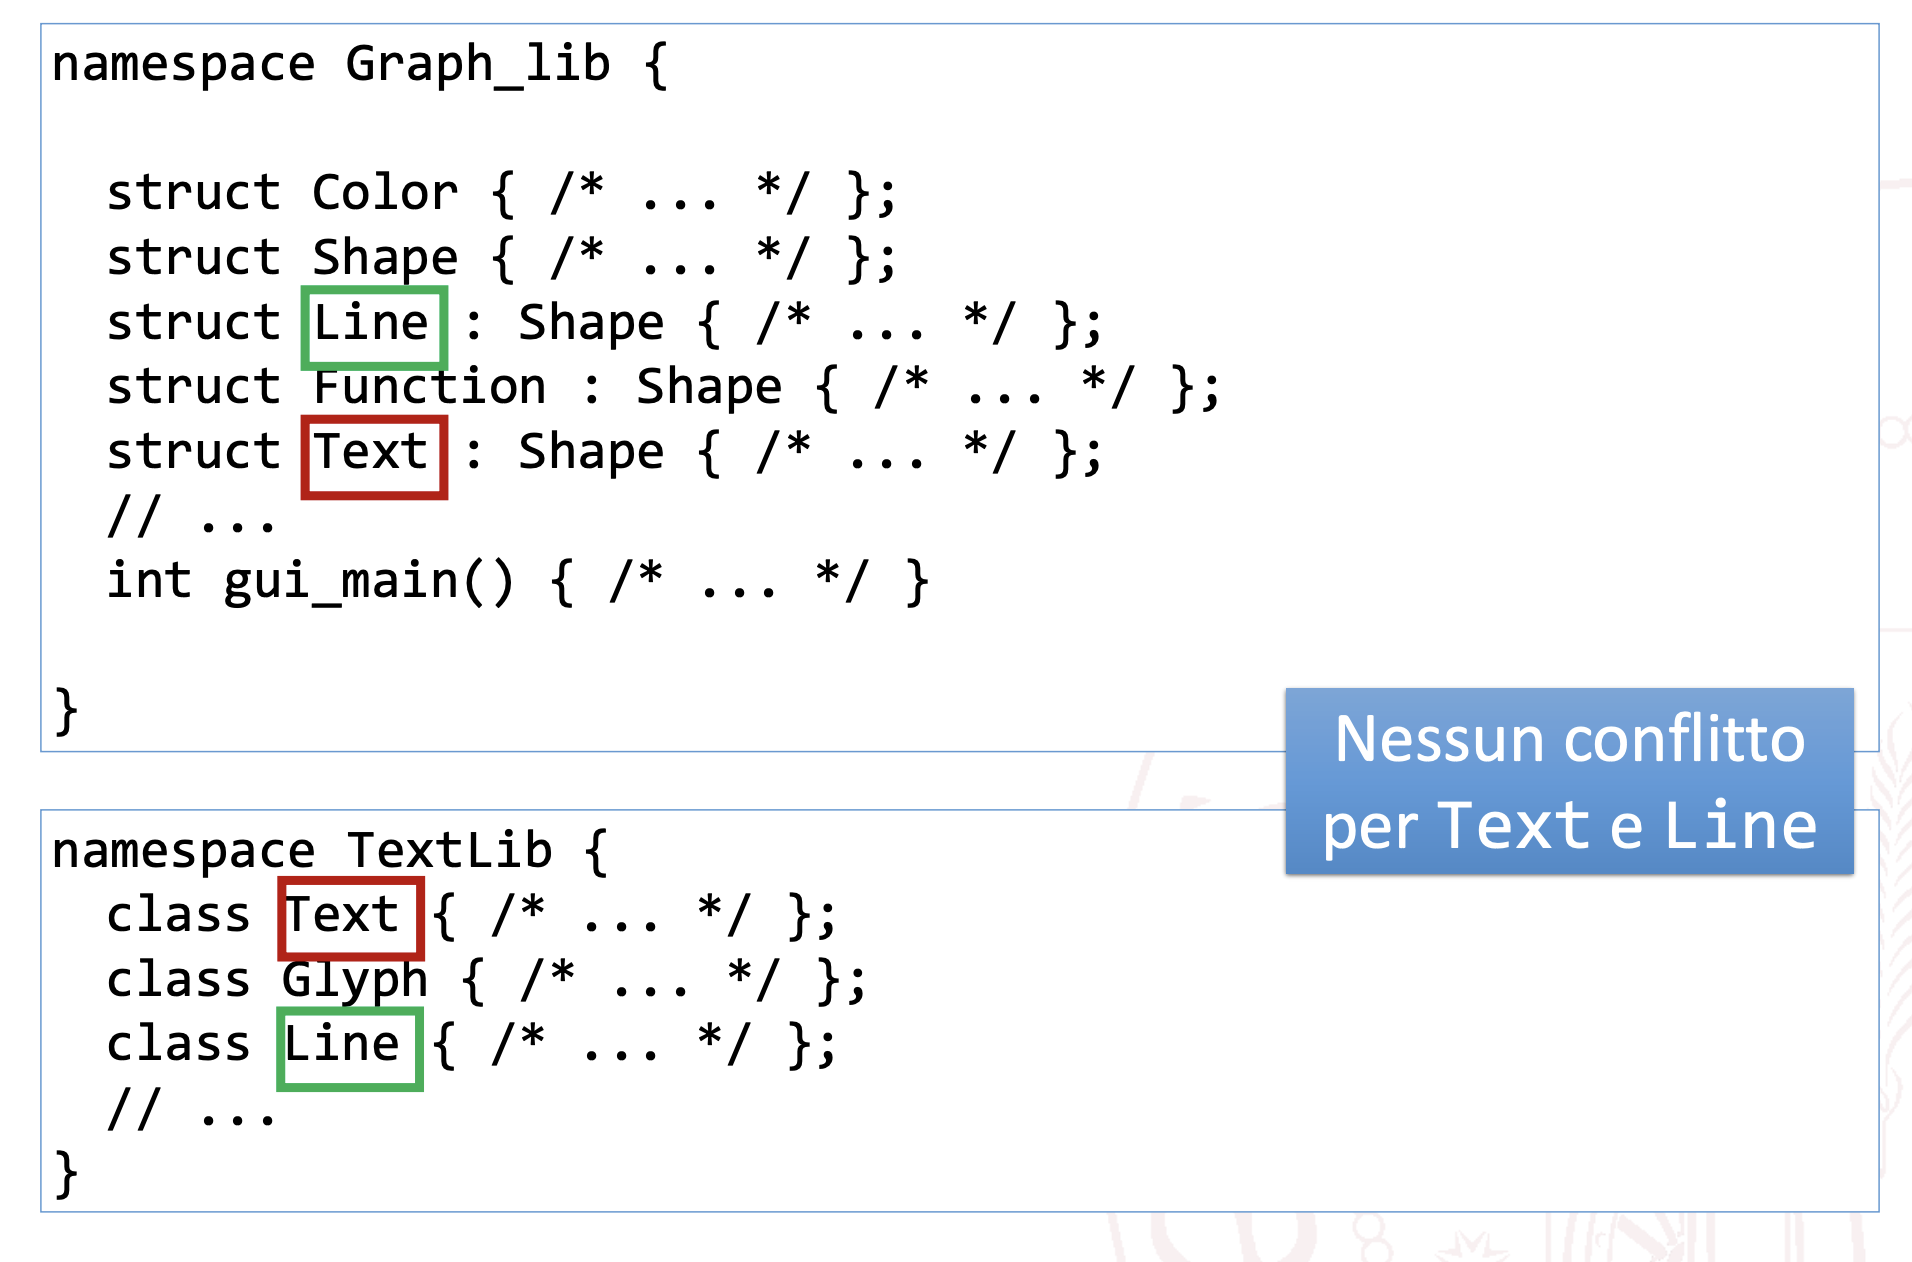 namespace Graph_lib {
struct Color { /* ... */ };
struct Shape { /* ... */ };
struct Line : Shape { /* ... */ };
struct Function : Shape { /* ... */ };
struct Text : Shape { /* ... */ };
// ...
int gui_main() { /* ... */ }
}
Nessun conflitto
per Text e Line
namespace TextLib {
class Text { /* ... */ };
class Glyph { /* ... */ };
class Line { /* ... */ };
// ...
}